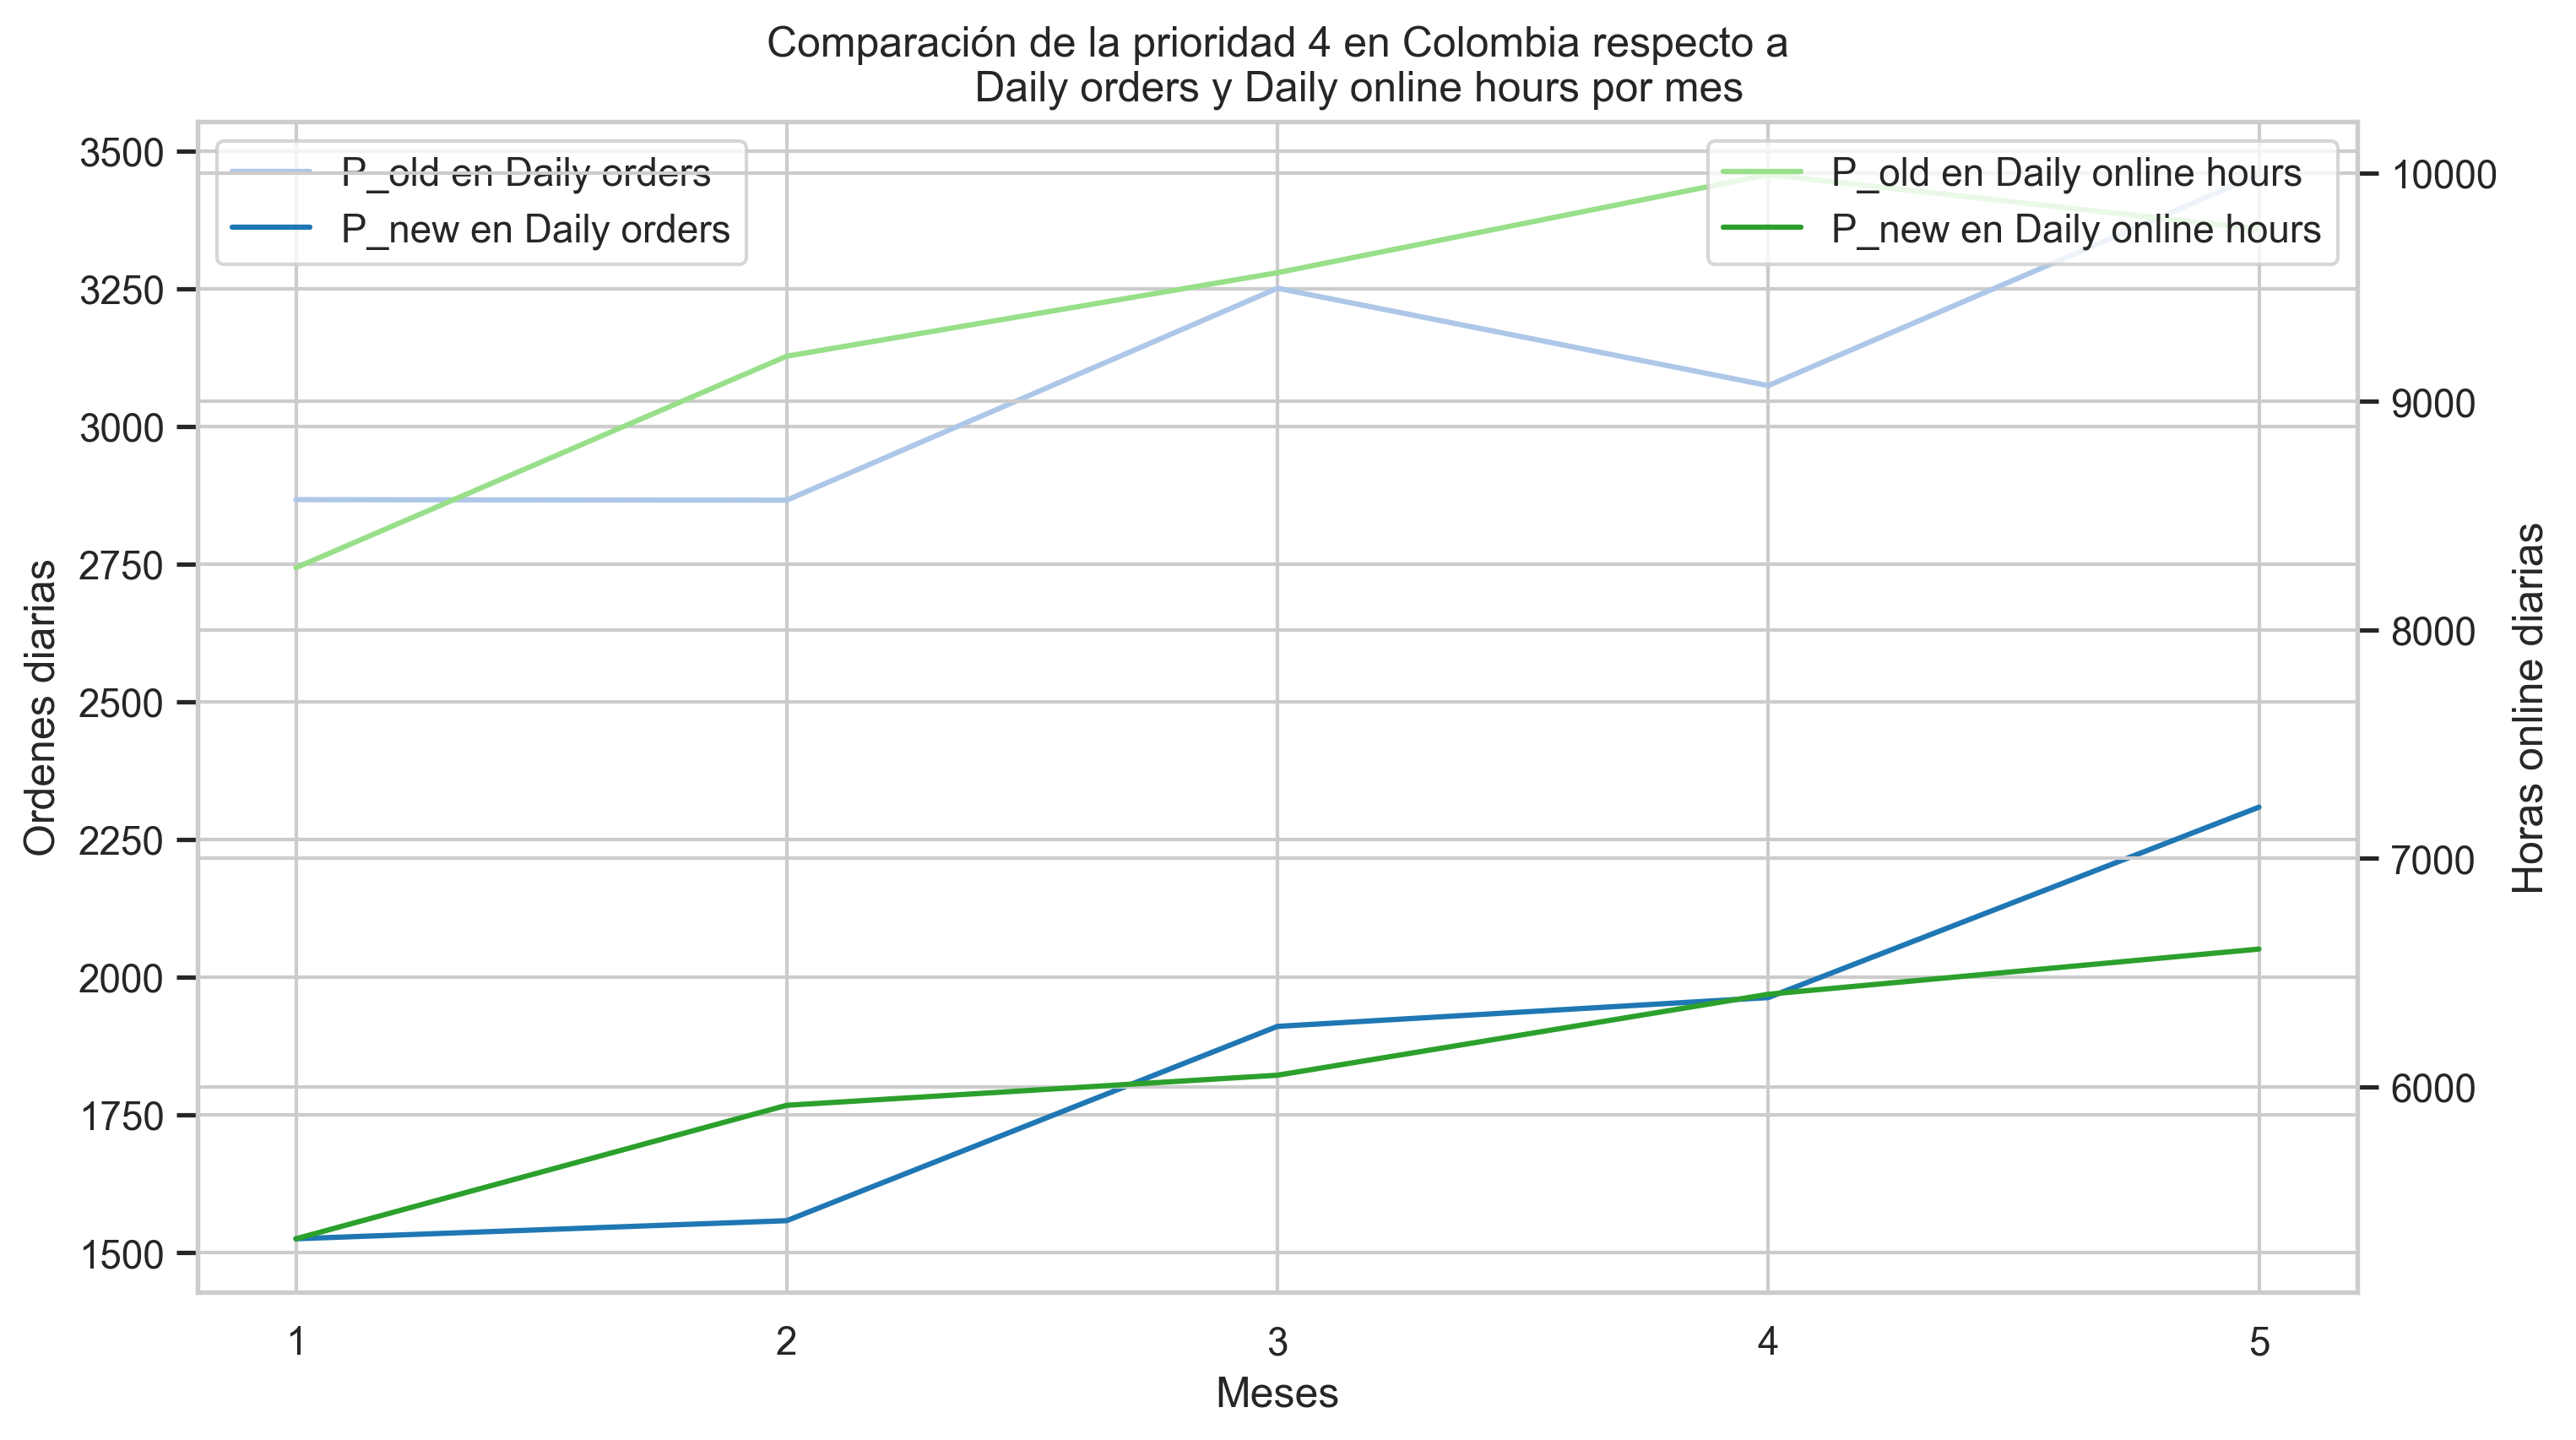 Comparación de la prioridad 4 en Colombia respecto a
Daily orders y Daily online hours por mes
P_old en Daily orders
P_new en Daily orders
P_old en Daily online hours
P_new en Daily online hours
Ordenes diarias
3500
3250
3000
2750
2500
2250
2000
1750
1500
10000
9000
8000
7000
6000
Horas online diarias
1 2 3 4 5
Meses